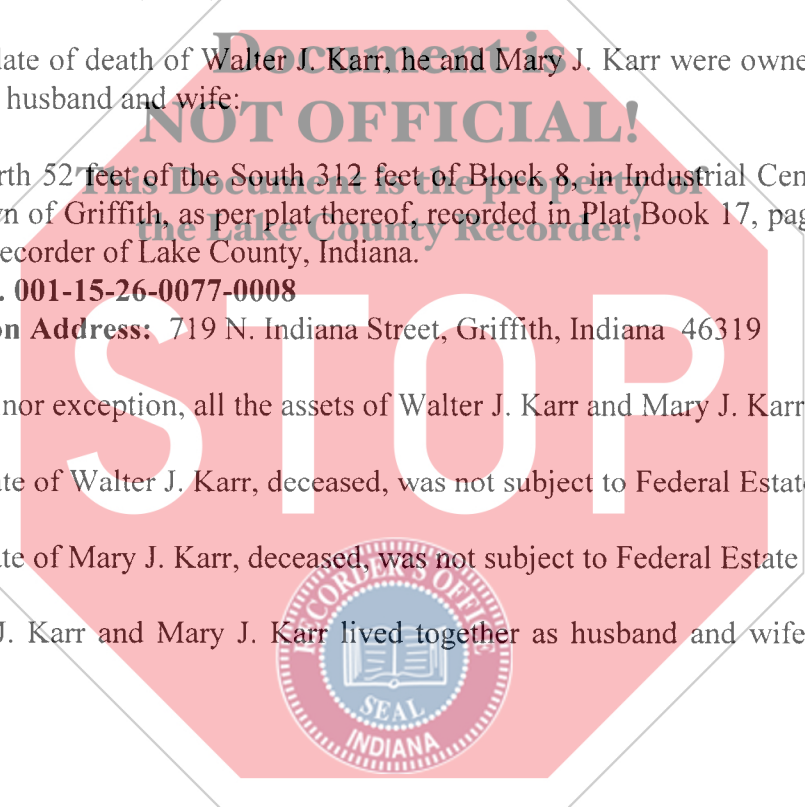 Document is
late of death of Walter J. Karr, he and Mary J. Karr were owne
husband and wife:
NOT OFFICIAL!
rth 52 feet of the South 312 feet of Block 8, in Industrial Cen
This Document is the property of
vn of Griffith, as per plat thereof, recorded in Plat Book 17, pag
the Lake County Recorder!
ecorder of Lake County, Indiana.
. 001-15-26-0077-0008
on Address: 719 N. Indiana Street, Griffith, Indiana 46319
STOP
nor exception, all the assets of Walter J. Karr and Mary J. Karr
te of Walter J. Karr, deceased, was not subject to Federal Estate
te of Mary J. Karr, deceased, was not subject to Federal Estate
J. Karr and Mary J. Karr lived together as husband and wife
RECORDER'S OFFICE
SEAL
INDIANA